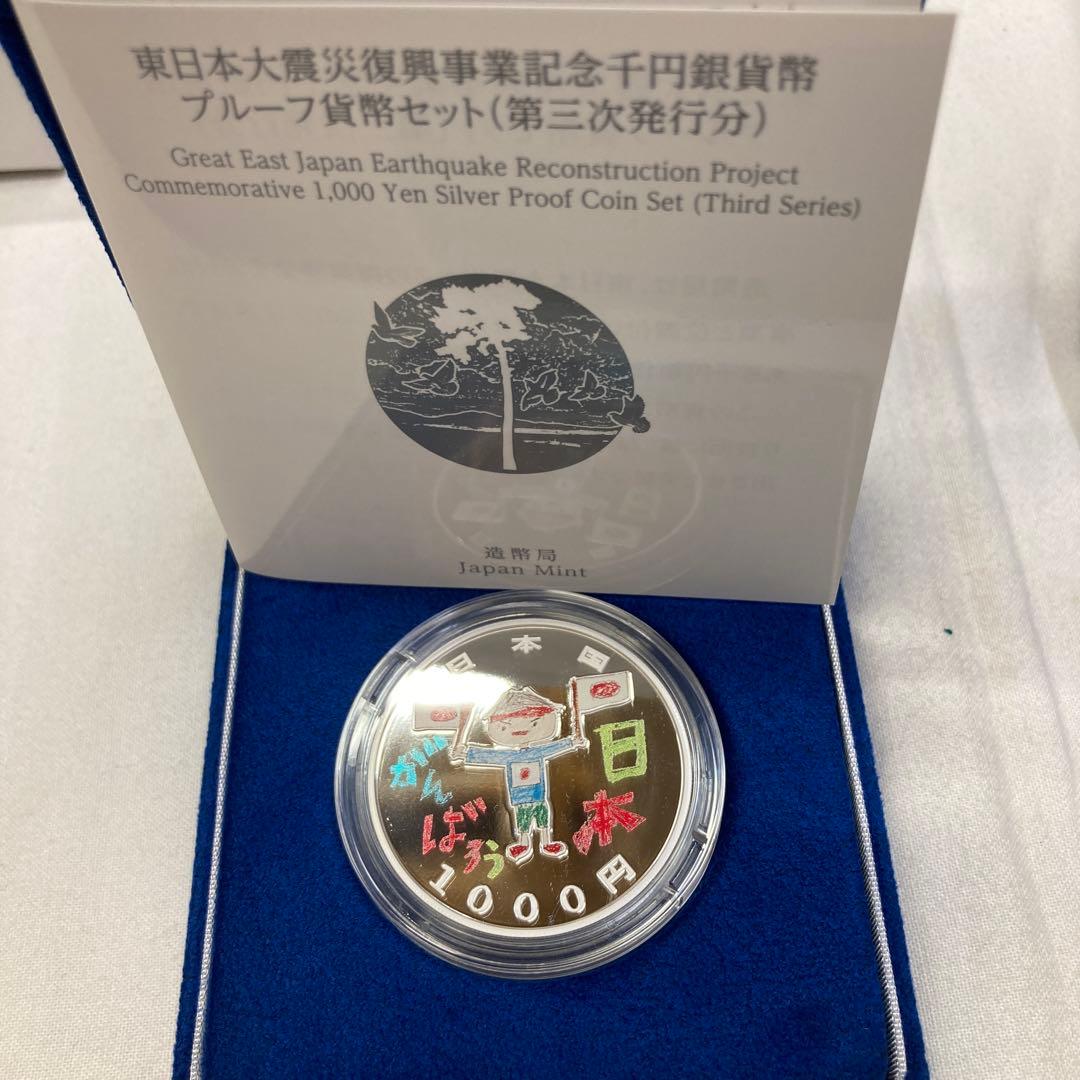 東日本大震災復興事業記念千円銀貨幣
プルーフ貨幣セット(第三次発行分)
Great East Japan Earthquake Reconstruction Project
Commemorative 1,000 Yen Silver Proof Coin Set (Third Series)
造幣局
Japan Mint
日本国
がんばろう
日本
1000円